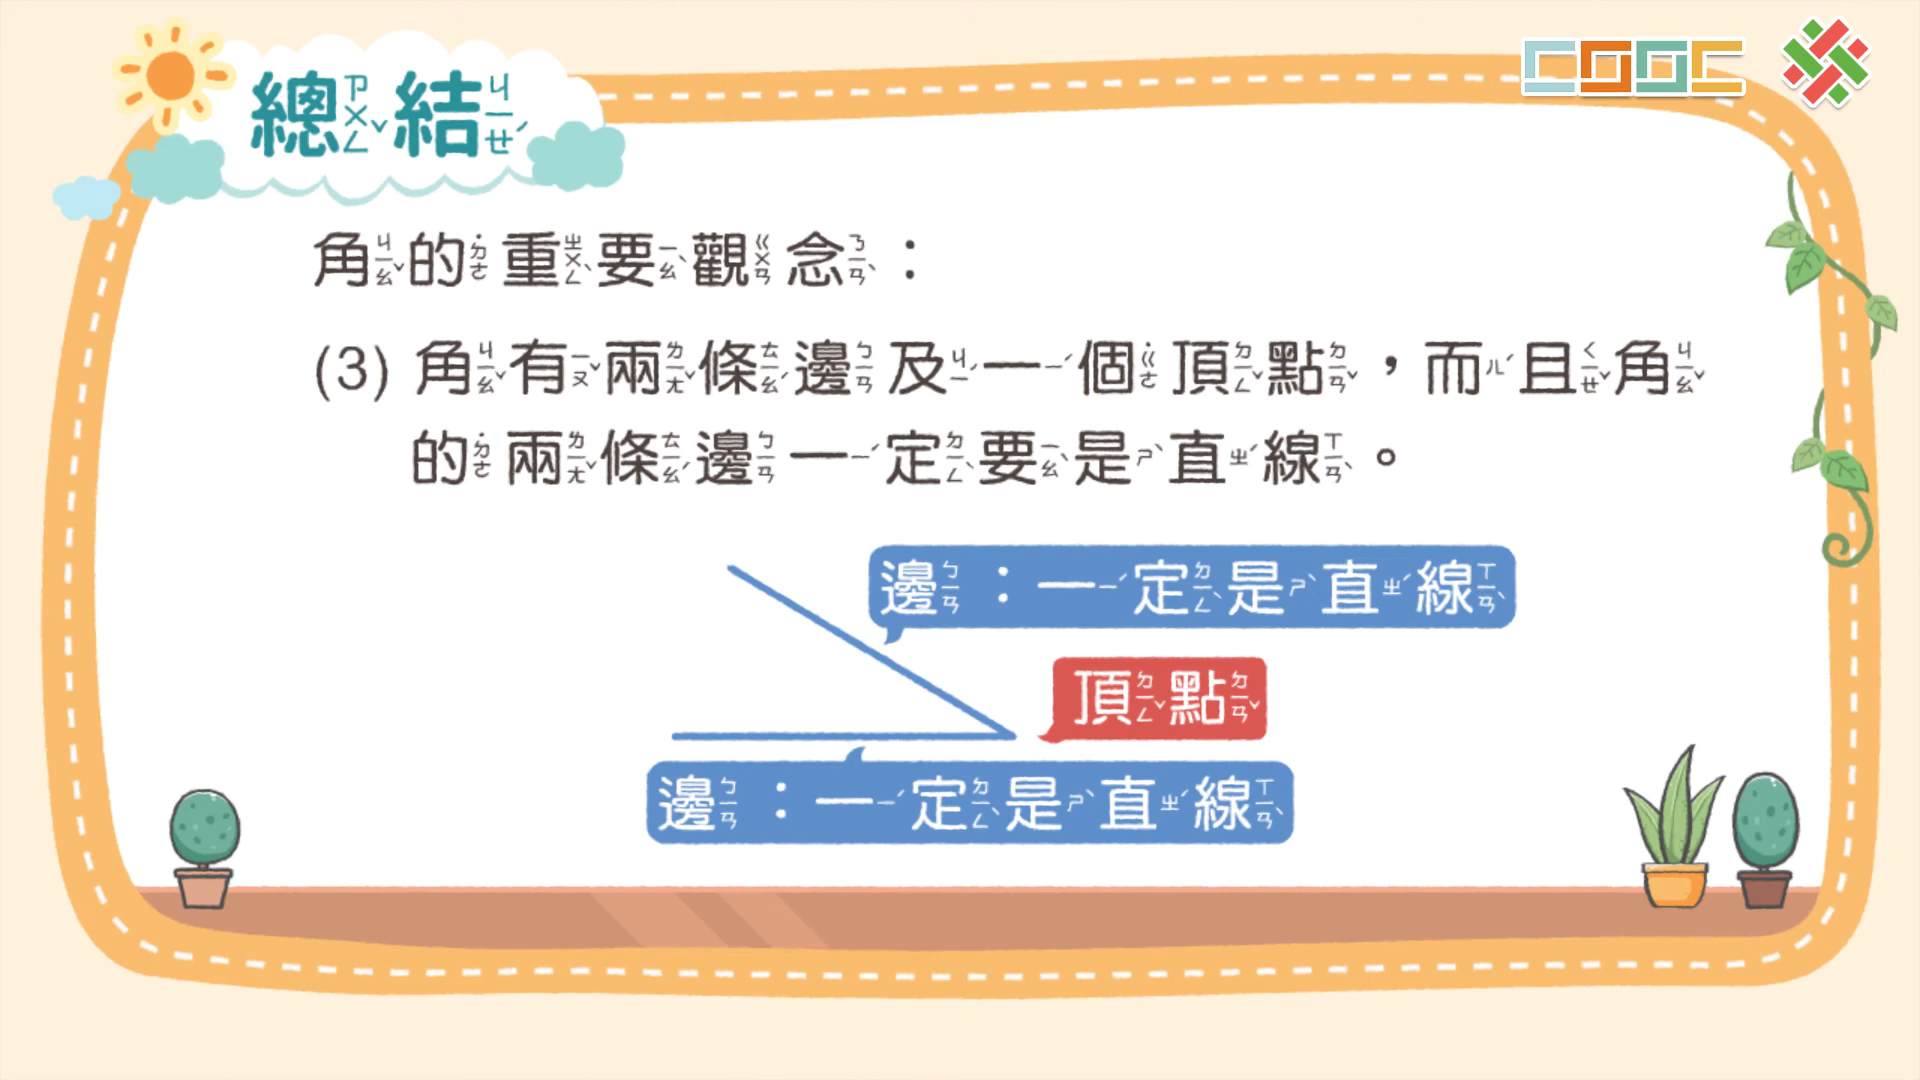 總結
角的重要觀念：
(3) 角有兩條邊及一個頂點，而且角
的兩條邊一定要是直線。
邊：一定是直線
頂點
邊：一定是直線